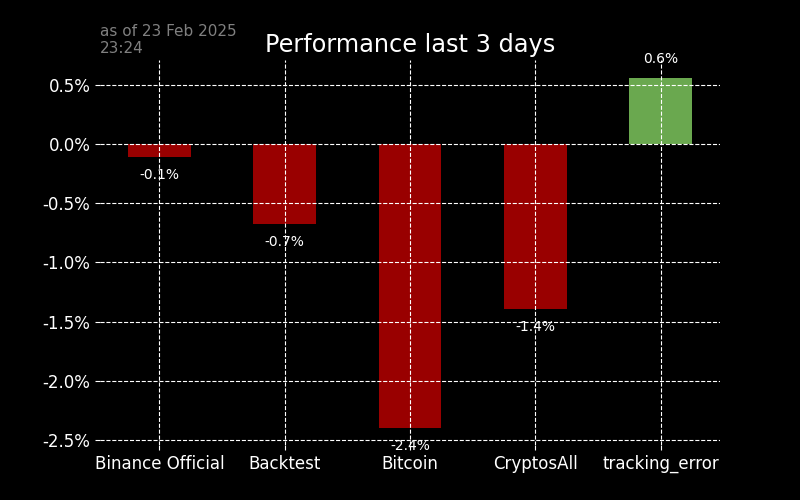 as of 23 Feb 2025
23:24
Performance last 3 days
0.6%
0.5%
0.0%
-0.1%
-0.5%
-0.7%
-1.0%
-1.5%
-1.4%
-2.0%
-2.5%
-2.4%
Binance Official
Backtest
Bitcoin
CryptosAll
tracking_error